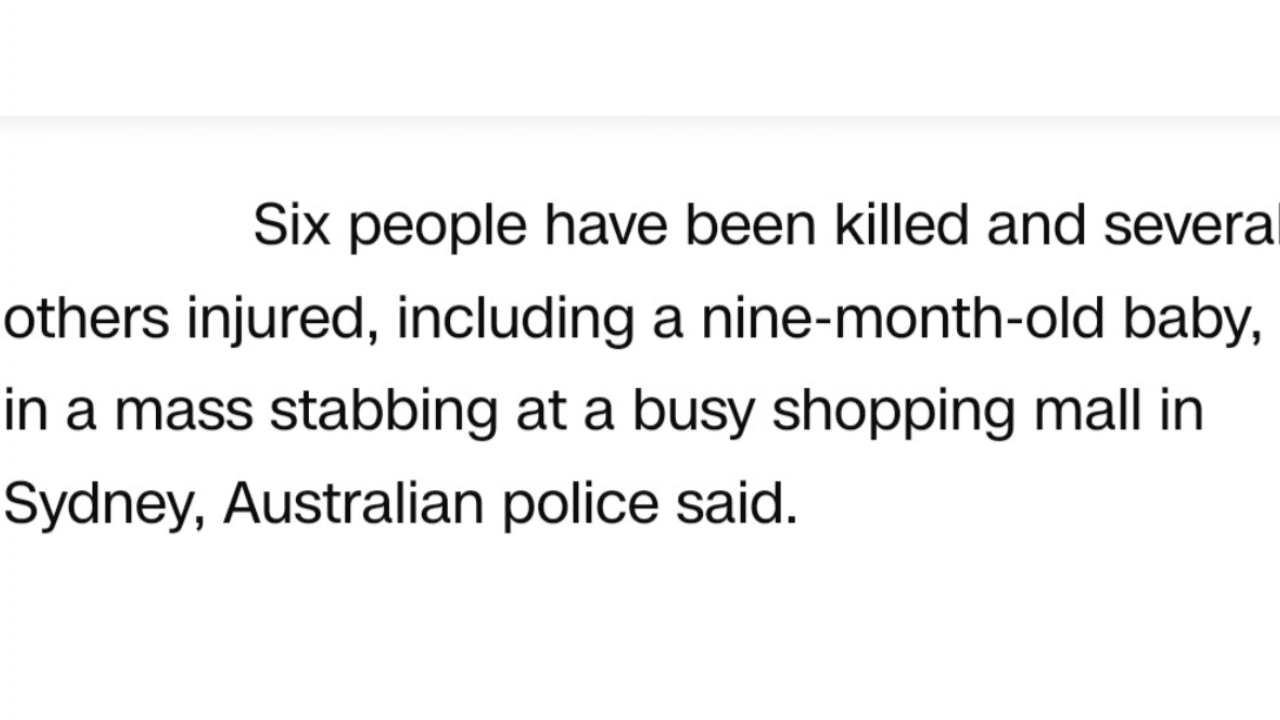 Six people have been killed and several
others injured, including a nine-month-old baby,
in a mass stabbing at a busy shopping mall in
Sydney, Australian police said.